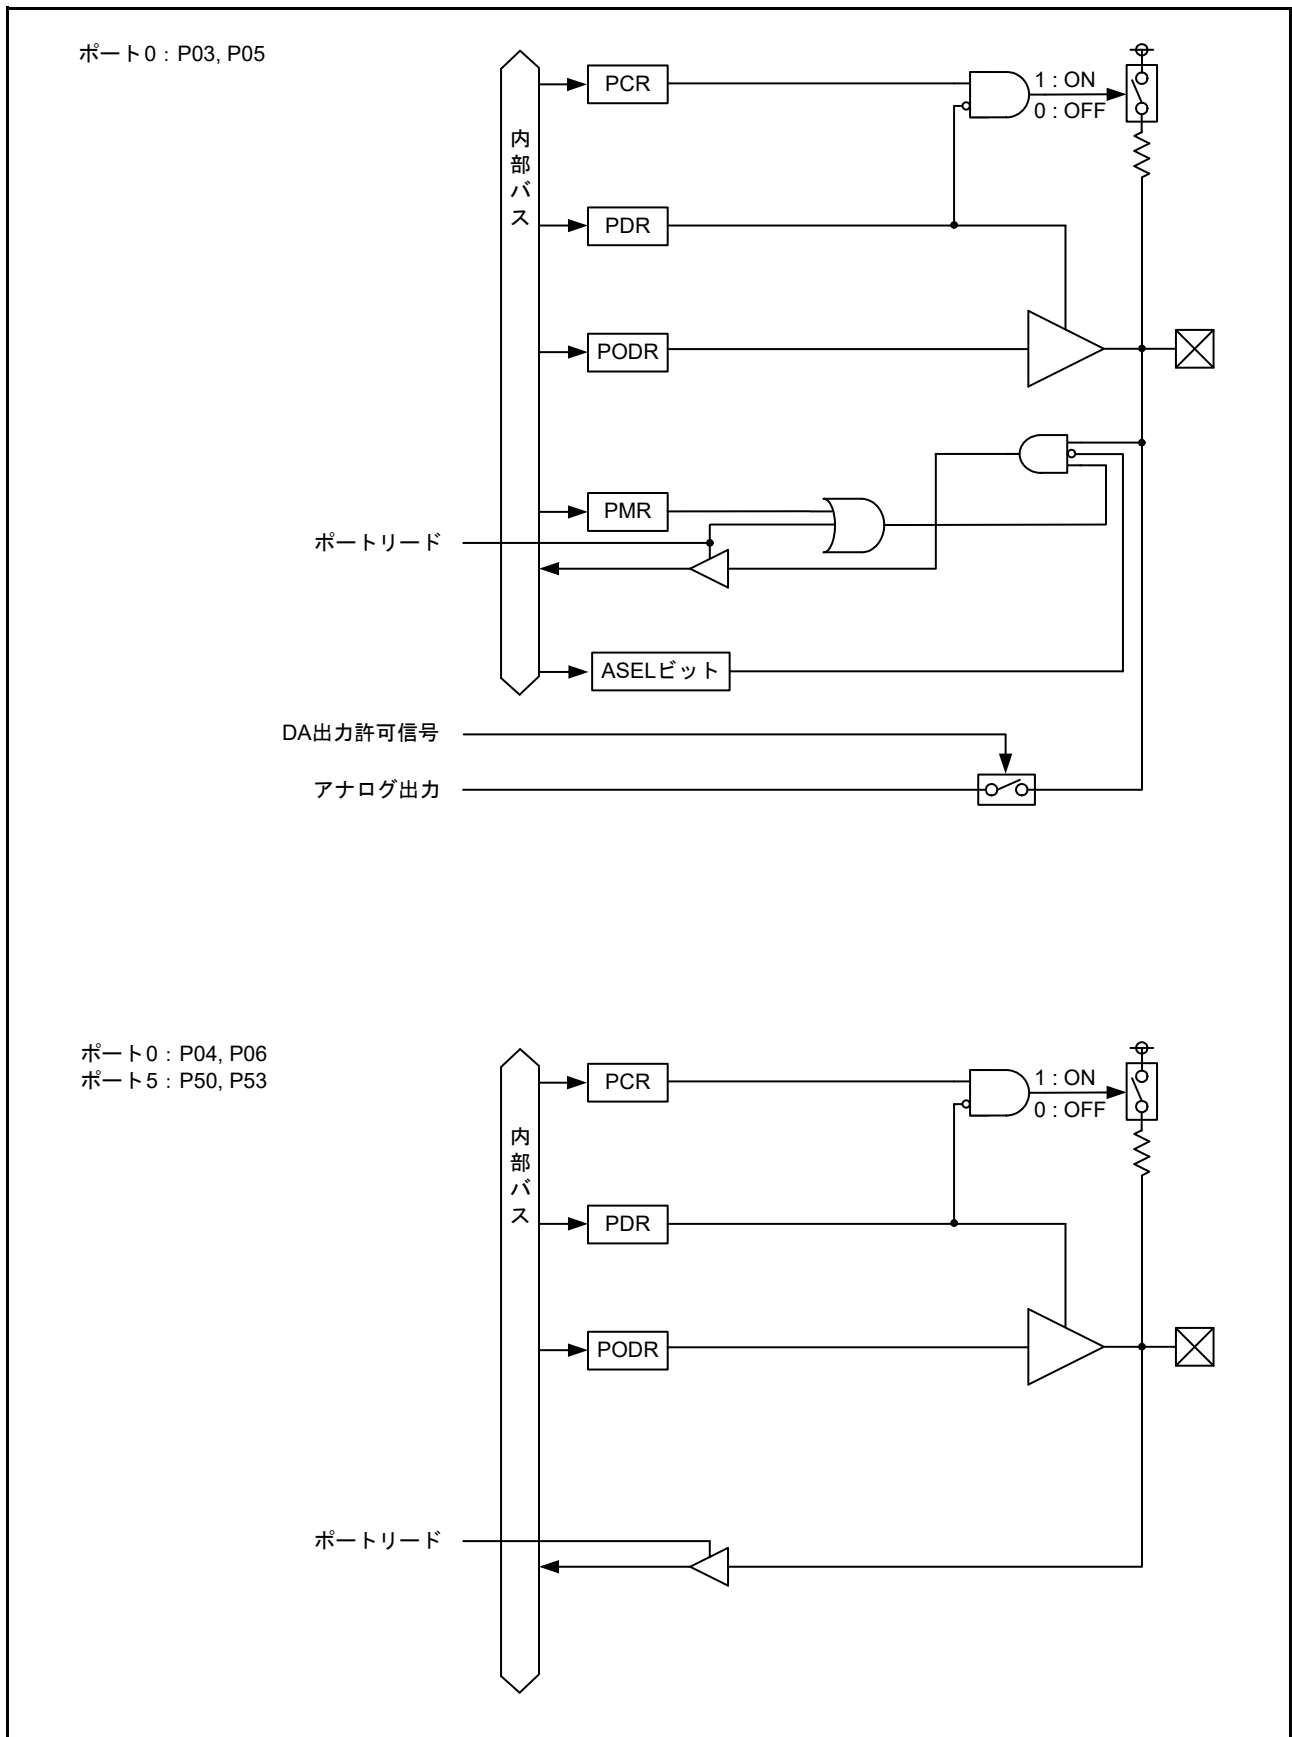 ポート0：P03, P05
PCR
1 : ON
0 : OFF
内部バス
PDR
PODR
PMR
ポートリード
ASELビット
DA出力許可信号
アナログ出力
ポート0：P04, P06
ポート5：P50, P53
PCR
1 : ON
0 : OFF
内部バス
PDR
PODR
ポートリード